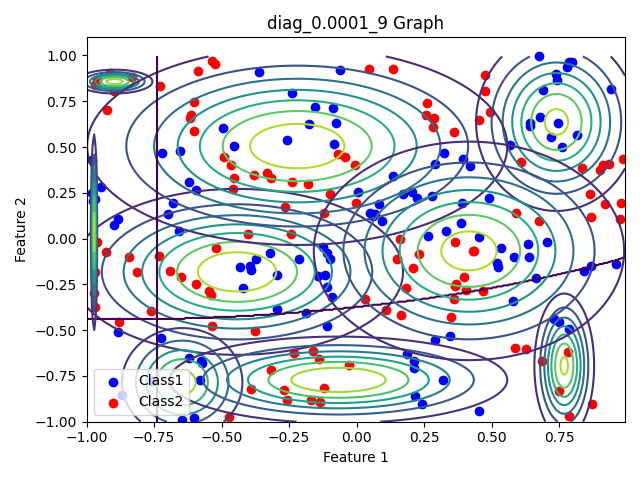 diag_0.0001_9 Graph
1.00
0.75
0.50
0.25
0.00
−0.25
−0.50
−0.75
−1.00
Feature 2
Class1
Class2
−1.00 −0.75 −0.50 −0.25 0.00 0.25 0.50 0.75
Feature 1